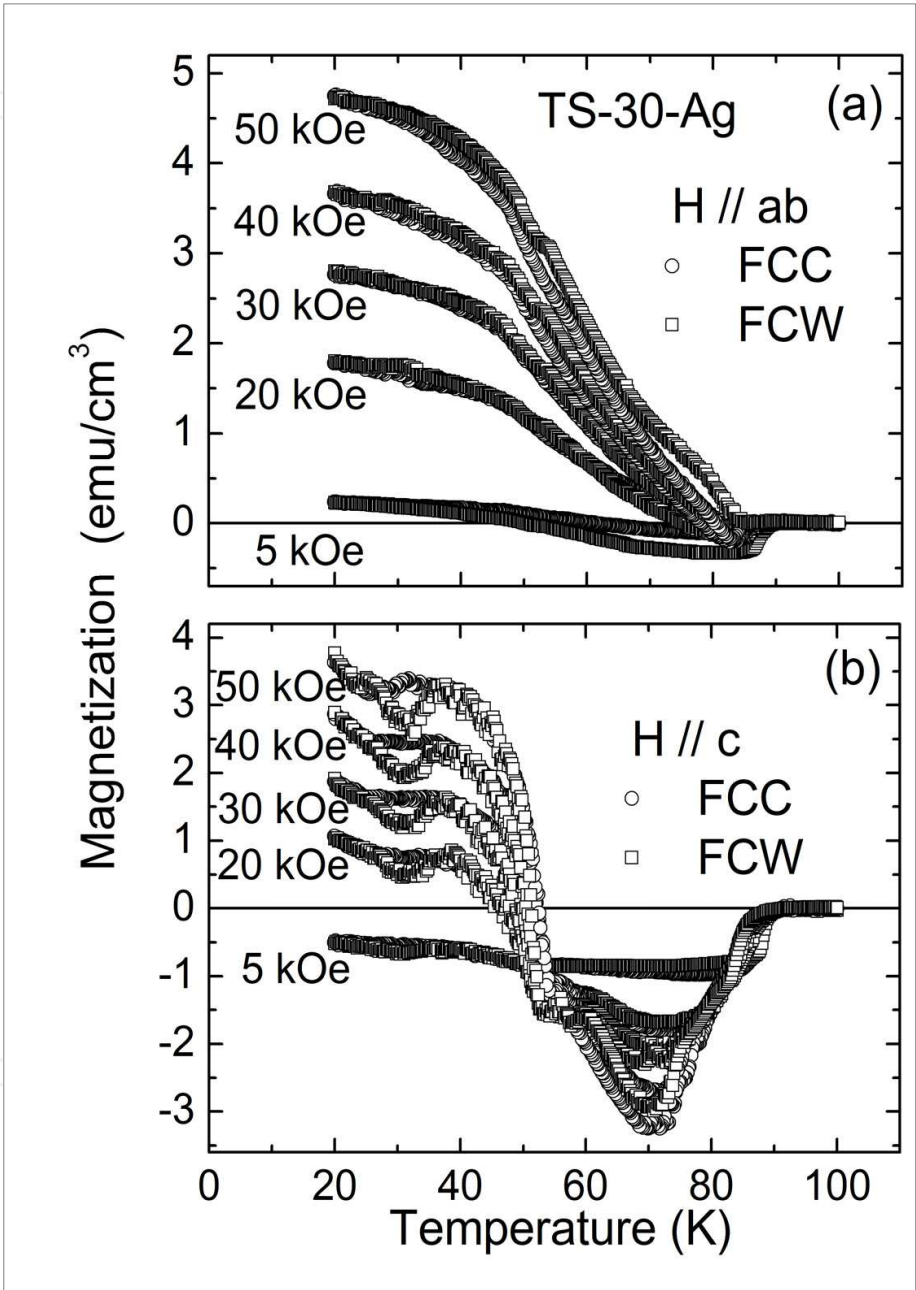 5
4
3
2
1
0
TS-30-Ag
(a)
50 kOe
H // ab
FCC
FCW
40 kOe
30 kOe
20 kOe
5 kOe
Magnetization (emu/cm³)
4
3
2
1
0
-1
-2
-3
(b)
50 kOe
H // c
FCC
FCW
40 kOe
30 kOe
20 kOe
5 kOe
0 20 40 60 80 100
Temperature (K)